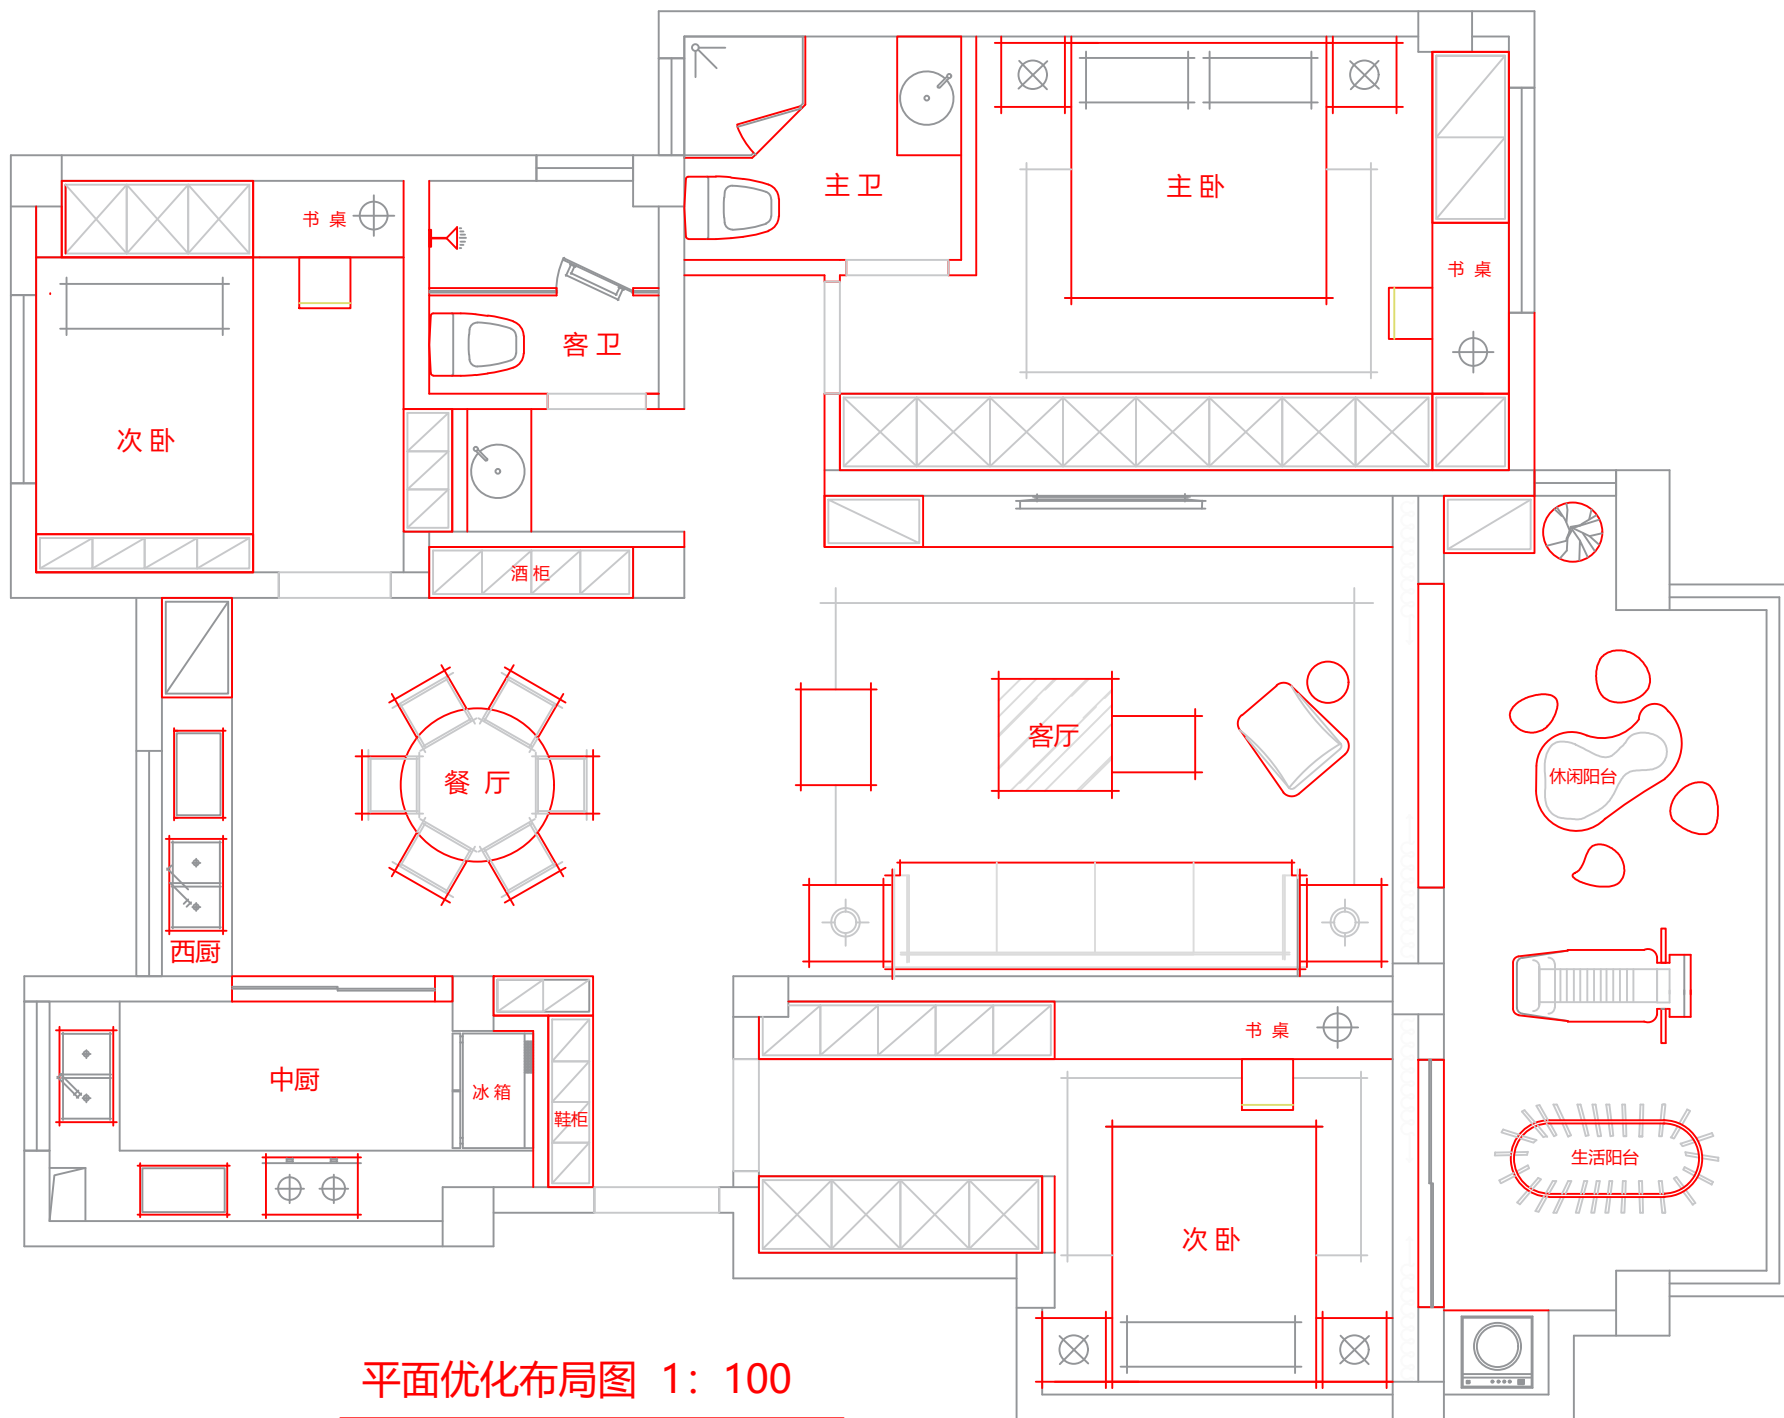 主卫
主卧
书桌
书桌
客卫
次卧
酒柜
客厅
休闲阳台
餐厅
西厨
书桌
中厨
冰箱
鞋柜
生活阳台
次卧
平面优化布局图 1：100